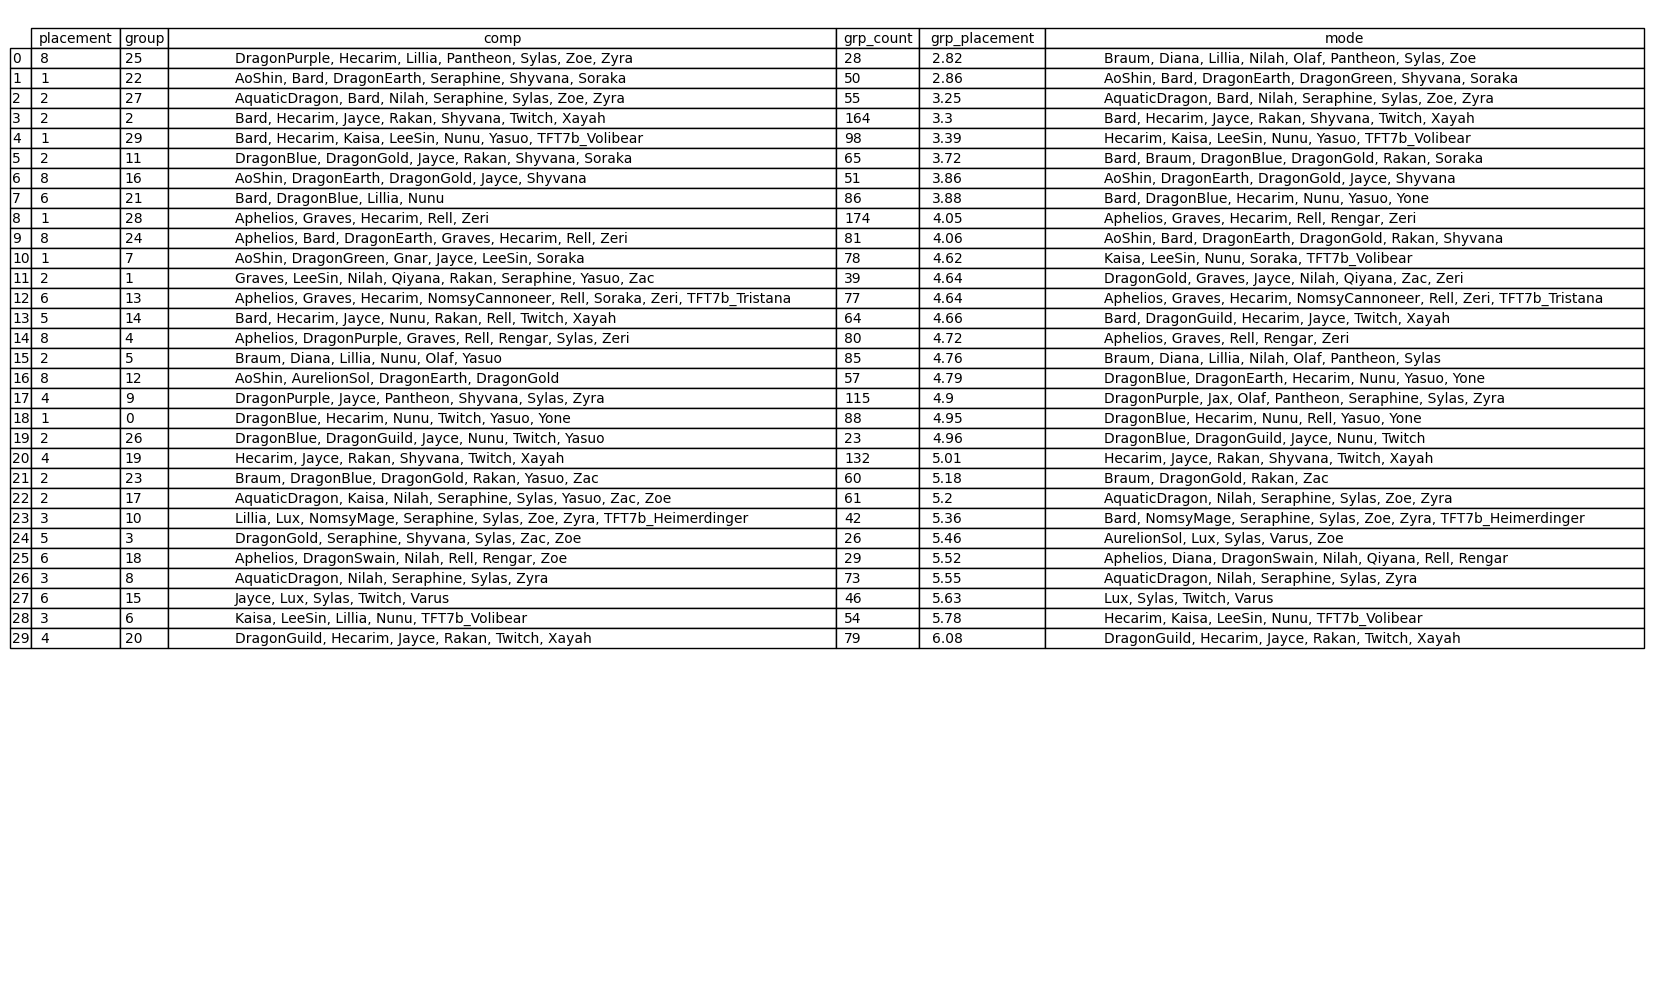 placement group comp grp_count grp_placement mode
0 8 25 DragonPurple, Hecarim, Lillia, Pantheon, Sylas, Zoe, Zyra 28 2.82 Braum, Diana, Lillia, Nilah, Olaf, Pantheon, Sylas, Zoe
1 1 22 AoShin, Bard, DragonEarth, Seraphine, Shyvana, Soraka 50 2.86 AoShin, Bard, DragonEarth, DragonGreen, Shyvana, Soraka
2 2 27 AquaticDragon, Bard, Nilah, Seraphine, Sylas, Zoe, Zyra 55 3.25 AquaticDragon, Bard, Nilah, Seraphine, Sylas, Zoe, Zyra
3 2 2 Bard, Hecarim, Jayce, Rakan, Shyvana, Twitch, Xayah 164 3.3 Bard, Hecarim, Jayce, Rakan, Shyvana, Twitch, Xayah
4 1 29 Bard, Hecarim, Kaisa, LeeSin, Nunu, Yasuo, TFT7b_Volibear 98 3.39 Hecarim, Kaisa, LeeSin, Nunu, Yasuo, TFT7b_Volibear
5 2 11 DragonBlue, DragonGold, Jayce, Rakan, Shyvana, Soraka 65 3.72 Bard, Braum, DragonBlue, DragonGold, Rakan, Soraka
6 8 16 AoShin, DragonEarth, DragonGold, Jayce, Shyvana 51 3.86 AoShin, DragonEarth, DragonGold, Jayce, Shyvana
7 6 21 Bard, DragonBlue, Lillia, Nunu 86 3.88 Bard, DragonBlue, Hecarim, Nunu, Yasuo, Yone
8 1 28 Aphelios, Graves, Hecarim, Rell, Zeri 174 4.05 Aphelios, Graves, Hecarim, Rell, Rengar, Zeri
9 8 24 Aphelios, Bard, DragonEarth, Graves, Hecarim, Rell, Zeri 81 4.06 AoShin, Bard, DragonEarth, DragonGold, Rakan, Shyvana
10 1 7 AoShin, DragonGreen, Gnar, Jayce, LeeSin, Soraka 78 4.62 Kaisa, LeeSin, Nunu, Soraka, TFT7b_Volibear
11 2 1 Graves, LeeSin, Nilah, Qiyana, Rakan, Seraphine, Yasuo, Zac 39 4.64 DragonGold, Graves, Jayce, Nilah, Qiyana, Zac, Zeri
12 6 13 Aphelios, Graves, Hecarim, NomsyCannoneer, Rell, Soraka, Zeri, TFT7b_Tristana 77 4.64 Aphelios, Graves, Hecarim, NomsyCannoneer, Rell, Zeri, TFT7b_Tristana
13 5 14 Bard, Hecarim, Jayce, Nunu, Rakan, Rell, Twitch, Xayah 64 4.66 Bard, DragonGuild, Hecarim, Jayce, Twitch, Xayah
14 8 4 Aphelios, DragonPurple, Graves, Rell, Rengar, Sylas, Zeri 80 4.72 Aphelios, Graves, Rell, Rengar, Zeri
15 2 5 Braum, Diana, Lillia, Nunu, Olaf, Yasuo 85 4.76 Braum, Diana, Lillia, Nilah, Olaf, Pantheon, Sylas
16 8 12 AoShin, AurelionSol, DragonEarth, DragonGold 57 4.79 DragonBlue, DragonEarth, Hecarim, Nunu, Yasuo, Yone
17 4 9 DragonPurple, Jayce, Pantheon, Shyvana, Sylas, Zyra 115 4.9 DragonPurple, Jax, Olaf, Pantheon, Seraphine, Sylas, Zyra
18 1 0 DragonBlue, Hecarim, Nunu, Twitch, Yasuo, Yone 88 4.95 DragonBlue, Hecarim, Nunu, Rell, Yasuo, Yone
19 2 26 DragonBlue, DragonGuild, Jayce, Nunu, Twitch, Yasuo 23 4.96 DragonBlue, DragonGuild, Jayce, Nunu, Twitch
20 4 19 Hecarim, Jayce, Rakan, Shyvana, Twitch, Xayah 132 5.01 Hecarim, Jayce, Rakan, Shyvana, Twitch, Xayah
21 2 23 Braum, DragonBlue, DragonGold, Rakan, Yasuo, Zac 60 5.18 Braum, DragonGold, Rakan, Zac
22 2 17 AquaticDragon, Kaisa, Nilah, Seraphine, Sylas, Yasuo, Zac, Zoe 61 5.2 AquaticDragon, Nilah, Seraphine, Sylas, Zoe, Zyra
23 3 10 Lillia, Lux, NomsyMage, Seraphine, Sylas, Zoe, Zyra, TFT7b_Heimerdinger 42 5.36 Bard, NomsyMage, Seraphine, Sylas, Zoe, Zyra, TFT7b_Heimerdinger
24 5 3 DragonGold, Seraphine, Shyvana, Sylas, Zac, Zoe 26 5.46 AurelionSol, Lux, Sylas, Varus, Zoe
25 6 18 Aphelios, DragonSwain, Nilah, Rell, Rengar, Zoe 29 5.52 Aphelios, Diana, DragonSwain, Nilah, Qiyana, Rell, Rengar
26 3 8 AquaticDragon, Nilah, Seraphine, Sylas, Zyra 73 5.55 AquaticDragon, Nilah, Seraphine, Sylas, Zyra
27 6 15 Jayce, Lux, Sylas, Twitch, Varus 46 5.63 Lux, Sylas, Twitch, Varus
28 3 6 Kaisa, LeeSin, Lillia, Nunu, TFT7b_Volibear 54 5.78 Hecarim, Kaisa, LeeSin, Nunu, TFT7b_Volibear
29 4 20 DragonGuild, Hecarim, Jayce, Rakan, Twitch, Xayah 79 6.08 DragonGuild, Hecarim, Jayce, Rakan, Twitch, Xayah